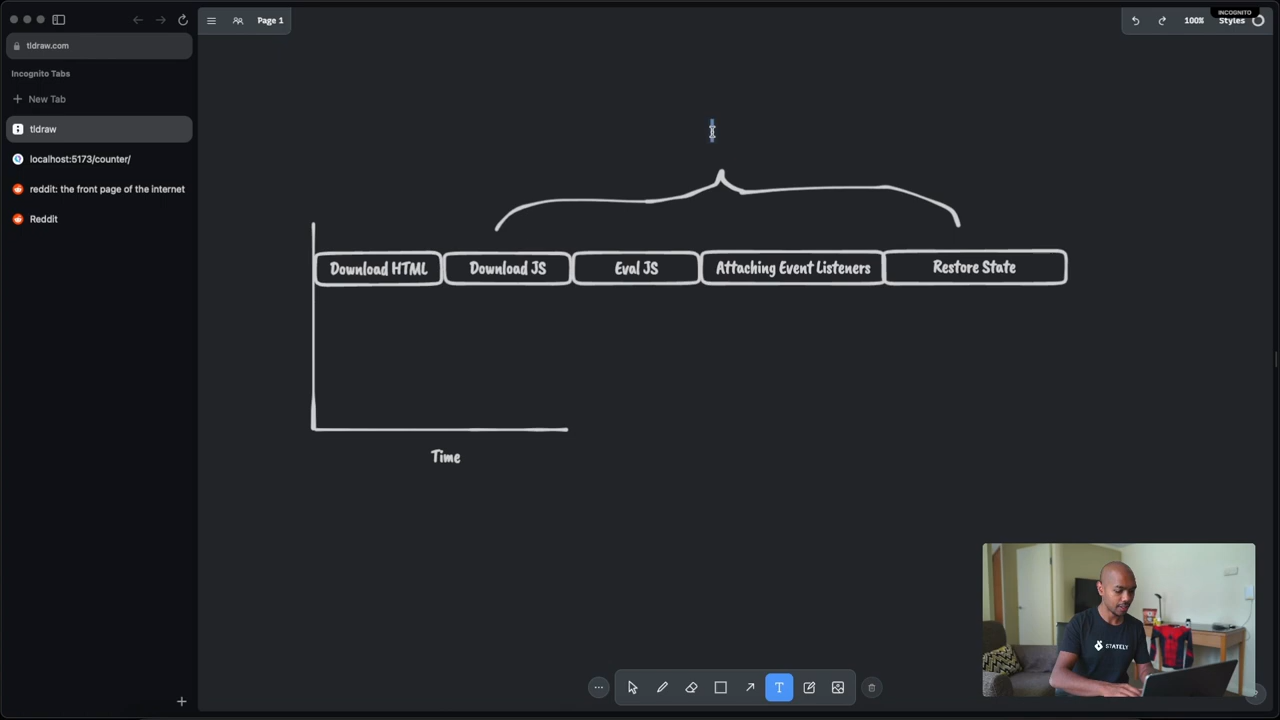 INCOGNITO
Page 1
100%
Styles
tldraw.com
Incognito Tabs
New Tab
tldraw
localhost:5173/counter/
reddit: the front page of the internet
Reddit
Download HTML
Download JS
Eval JS
Attaching Event Listeners
Restore State
Time
T
STATELY